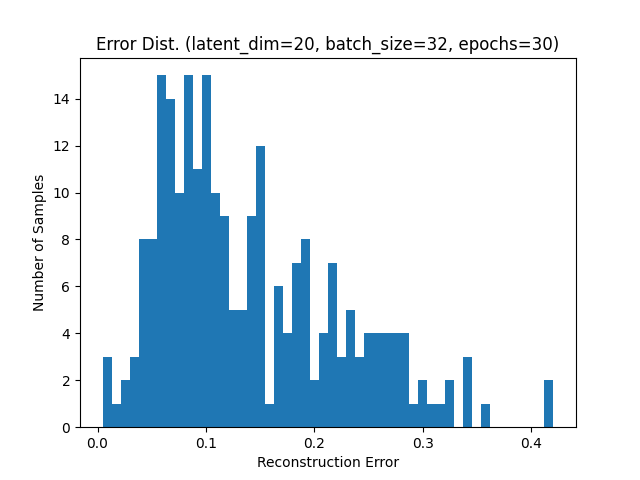 Error Dist. (latent_dim=20, batch_size=32, epochs=30)
14
12
10
8
6
4
2
0
Number of Samples
0.0 0.1 0.2 0.3 0.4
Reconstruction Error